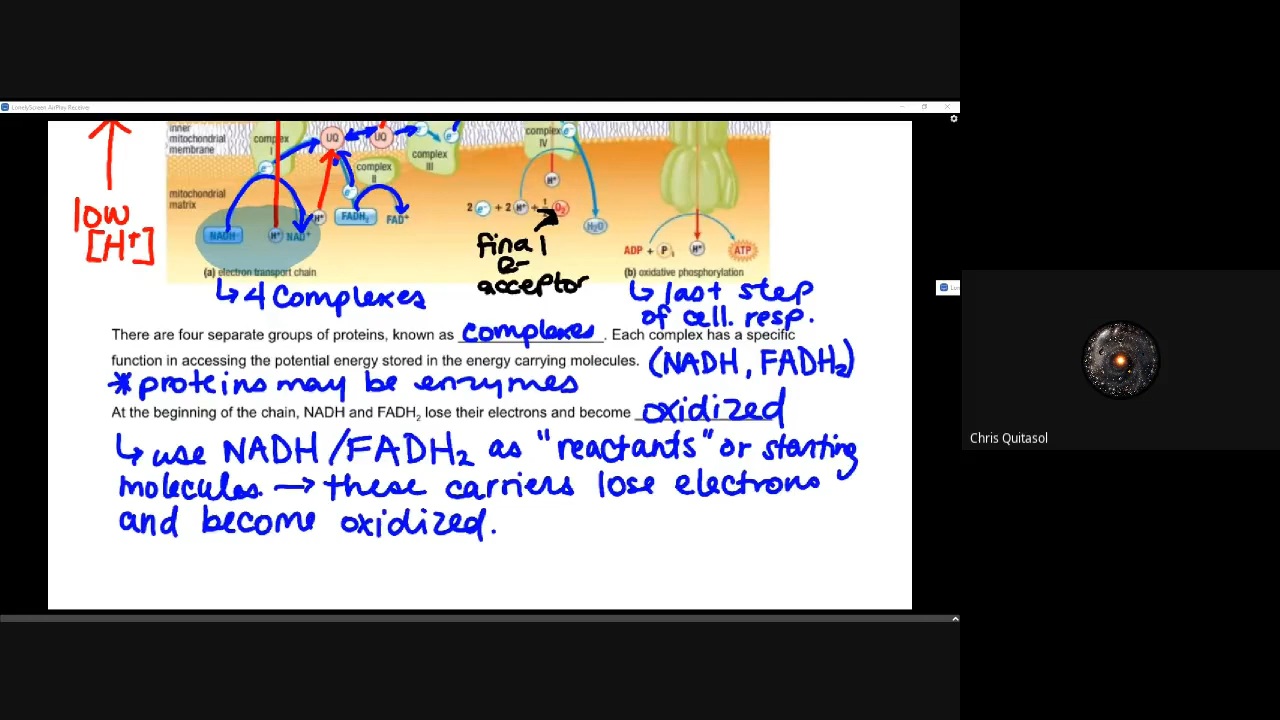 LonelyScreen AirPlay Receiver
inner
mitochondrial
membrane
complex
I
UQ
UQ
e⁻
e⁻
complex
III
complex
IV
e⁻
e⁻
complex
II
mitochondrial
matrix
e⁻
H⁺
low
[H⁺]
NADH
H⁺
NAD⁺
H⁺
FADH₂
FAD⁺
2 e⁻ + 2 H⁺ + ½ O₂
H₂O
final
e-
acceptor
ADP + Pi
H⁺
ATP
(a) electron transport chain
(b) oxidative phosphorylation
↳ 4 complexes
↳ last step
of cell. resp.
There are four separate groups of proteins, known as complexes. Each complex has a specific
function in accessing the potential energy stored in the energy carrying molecules. (NADH, FADH₂)
* proteins may be enzymes
At the beginning of the chain, NADH and FADH₂ lose their electrons and become oxidized
↳ use NADH/FADH₂ as "reactants" or starting
molecules. → these carriers lose electrons
and become oxidized.
Chris Quitasol